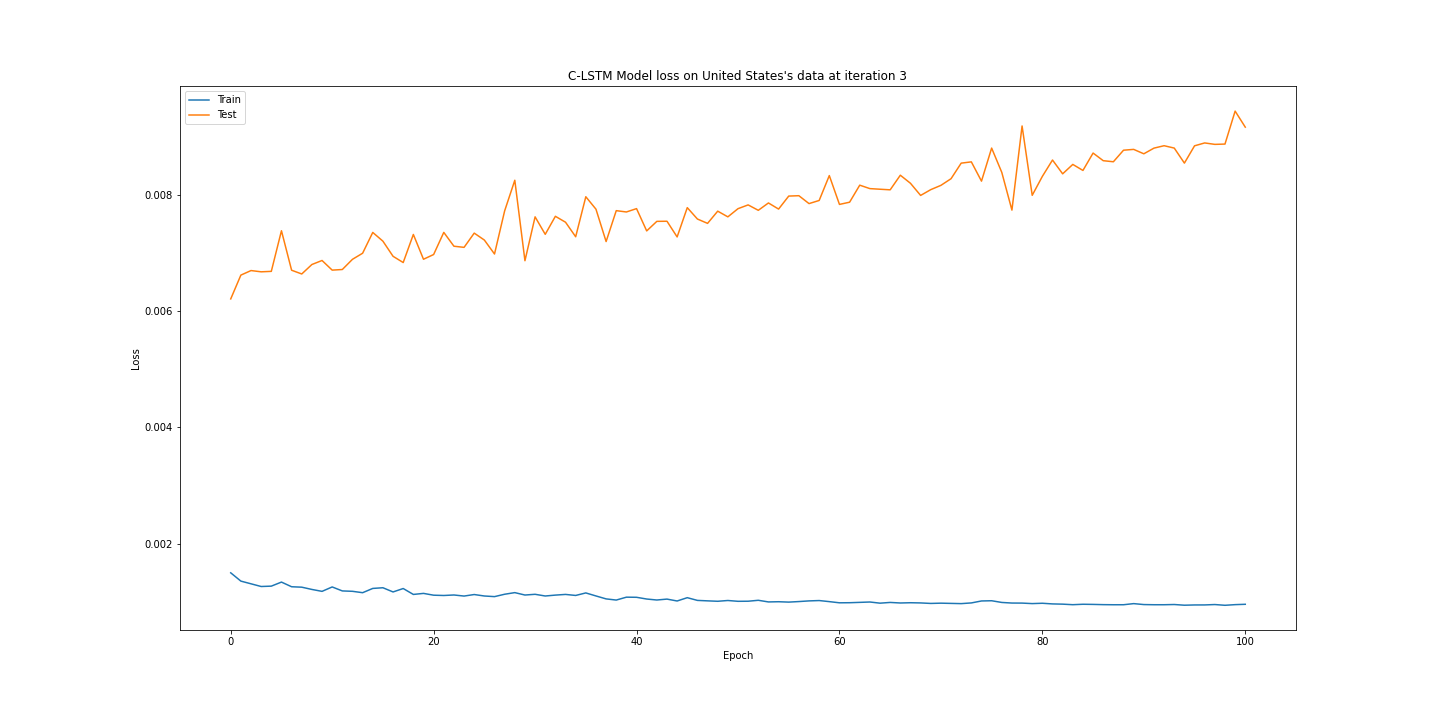 C-LSTM Model loss on United States's data at iteration 3
Train
Test
0.008
0.006
0.004
0.002
Loss
0 20 40 60 80 100
Epoch